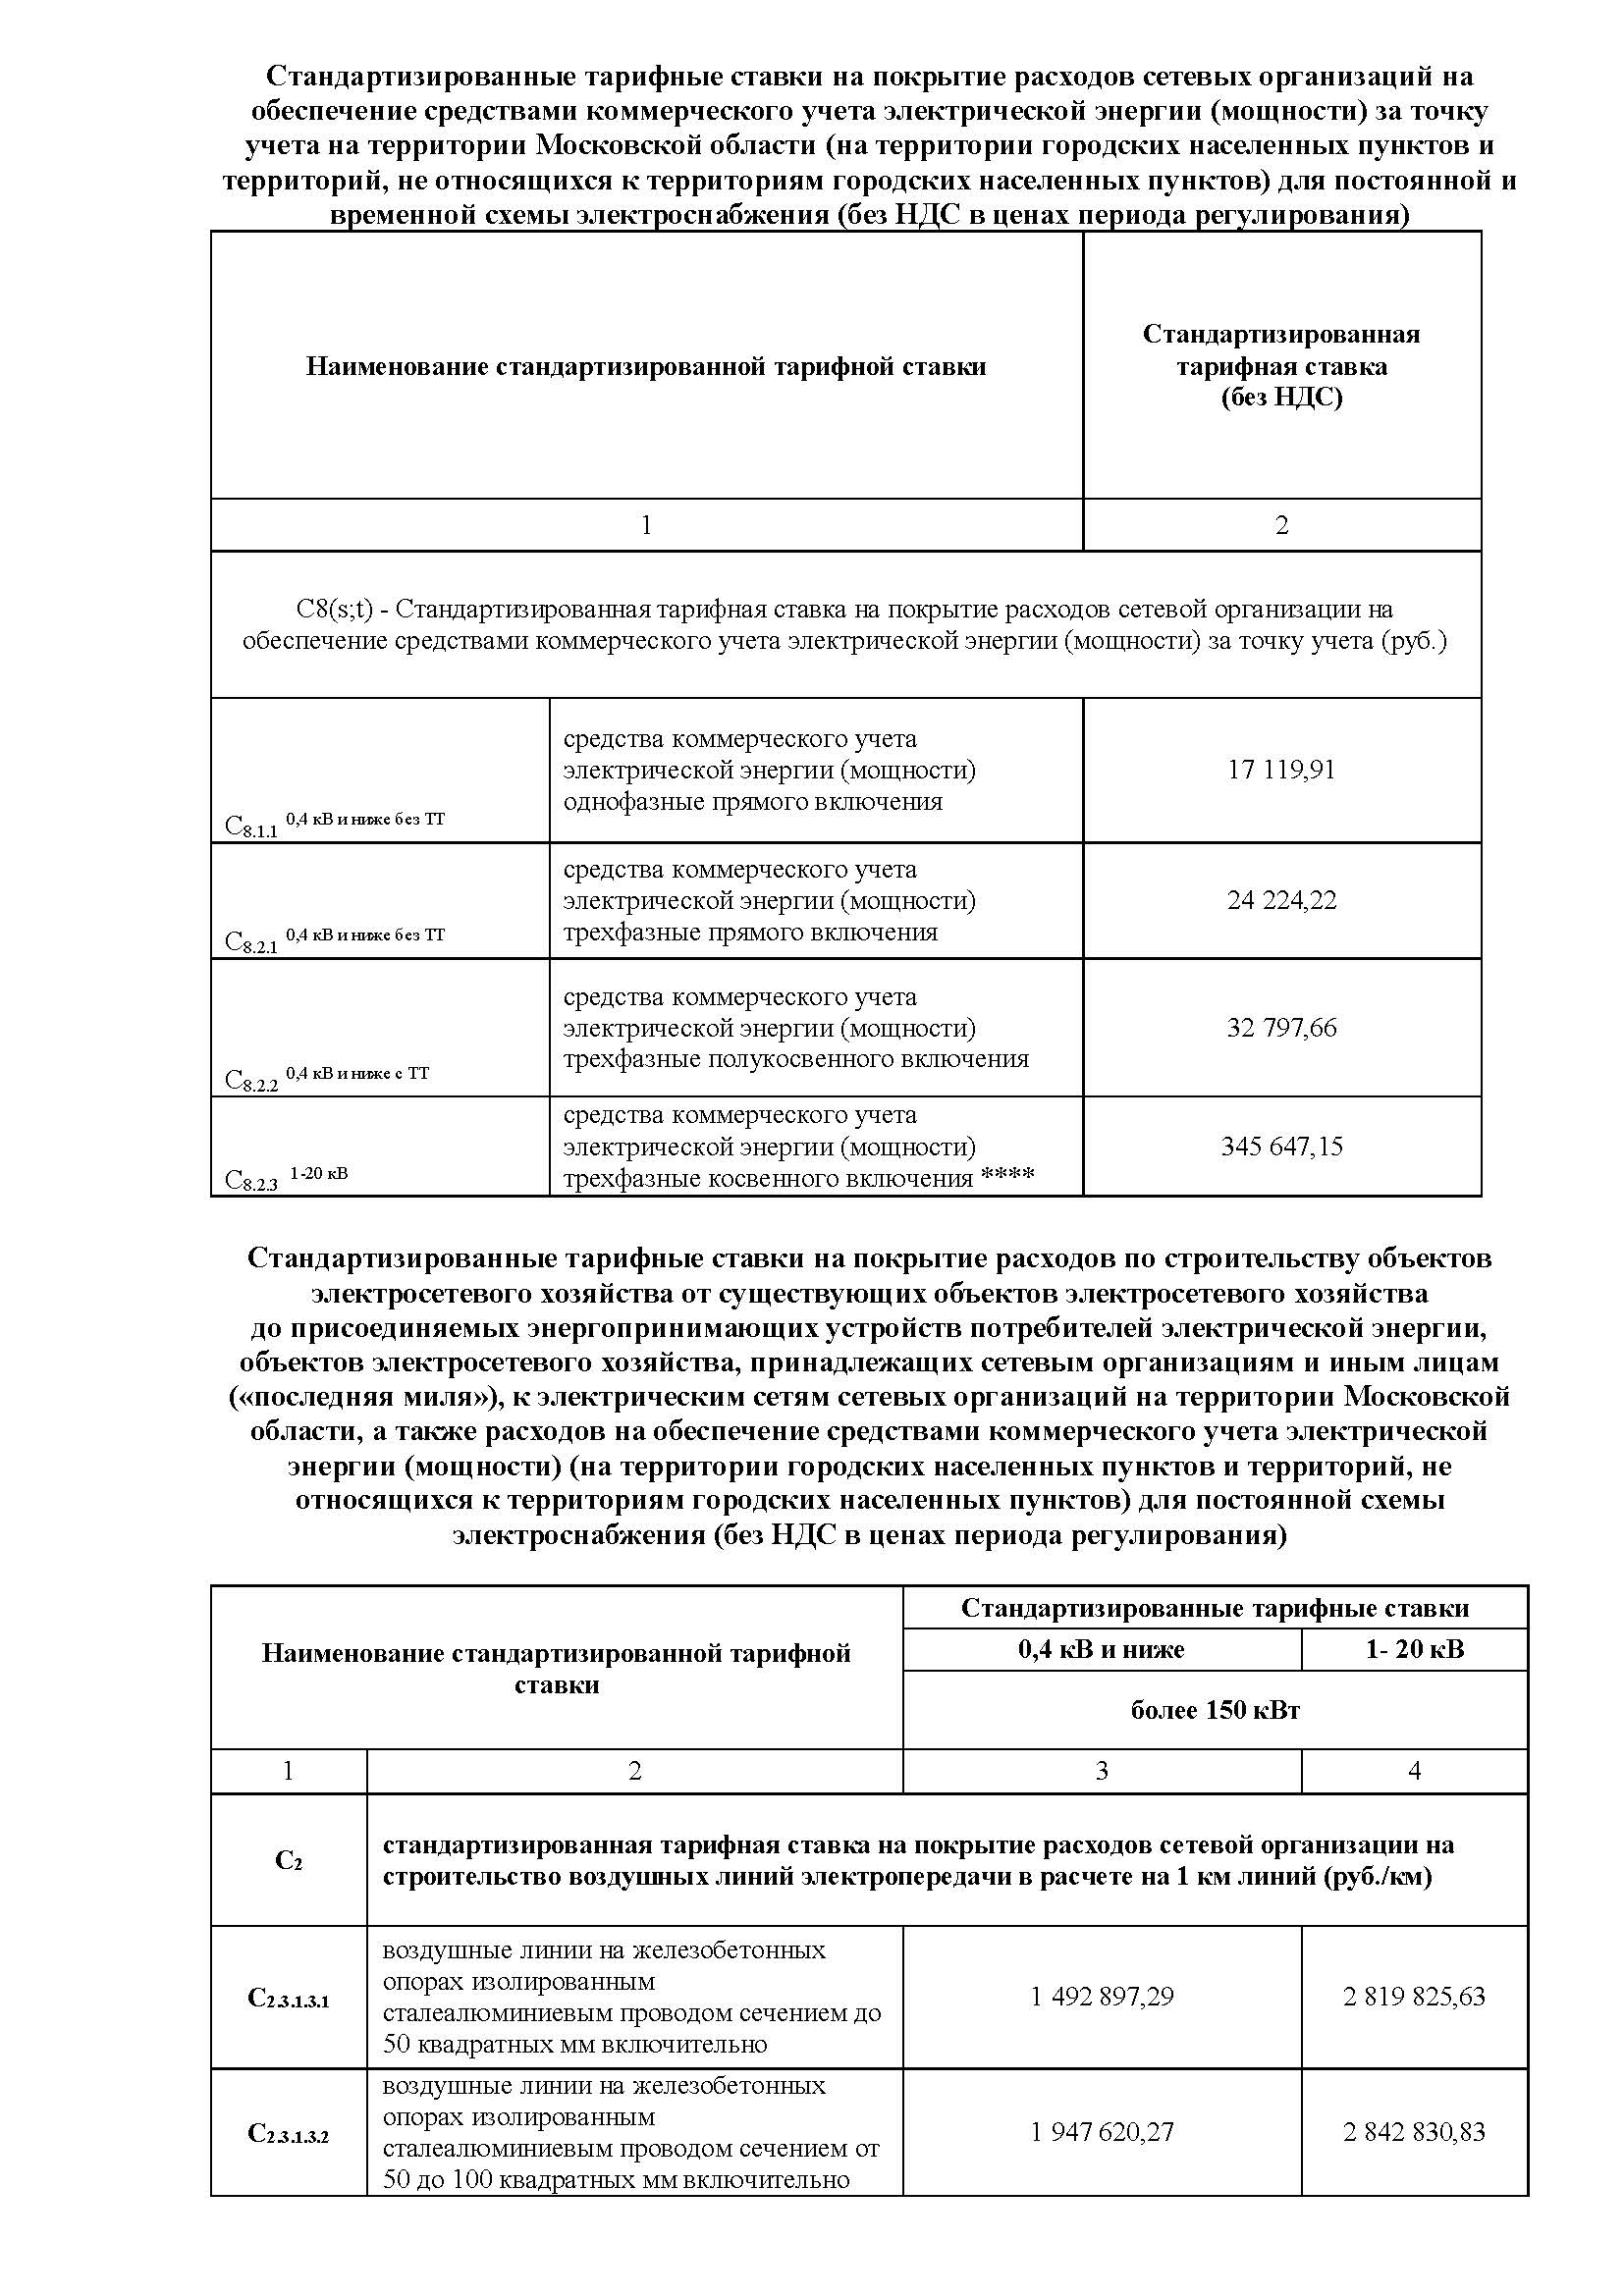 Стандартизированные тарифные ставки на покрытие расходов сетевых организаций на
обеспечение средствами коммерческого учета электрической энергии (мощности) за точку
учета на территории Московской области (на территории городских населенных пунктов и
территорий, не относящихся к территориям городских населенных пунктов) для постоянной и
временной схемы электроснабжения (без НДС в ценах периода регулирования)
Наименование стандартизированной тарифной ставки
Стандартизированная
тарифная ставка
(без НДС)
1
2
C8(s;t) - Стандартизированная тарифная ставка на покрытие расходов сетевой организации на
обеспечение средствами коммерческого учета электрической энергии (мощности) за точку учета (руб.)
С8.1.1 0,4 кВ и ниже без ТТ
средства коммерческого учета
электрической энергии (мощности)
однофазные прямого включения
17 119,91
С8.2.1 0,4 кВ и ниже без ТТ
средства коммерческого учета
электрической энергии (мощности)
трехфазные прямого включения
24 224,22
С8.2.2 0,4 кВ и ниже с ТТ
средства коммерческого учета
электрической энергии (мощности)
трехфазные полукосвенного включения
32 797,66
С8.2.3 1-20 кВ
средства коммерческого учета
электрической энергии (мощности)
трехфазные косвенного включения ****
345 647,15
Стандартизированные тарифные ставки на покрытие расходов по строительству объектов
электросетевого хозяйства от существующих объектов электросетевого хозяйства
до присоединяемых энергопринимающих устройств потребителей электрической энергии,
объектов электросетевого хозяйства, принадлежащих сетевым организациям и иным лицам
(«последняя миля»), к электрическим сетям сетевых организаций на территории Московской
области, а также расходов на обеспечение средствами коммерческого учета электрической
энергии (мощности) (на территории городских населенных пунктов и территорий, не
относящихся к территориям городских населенных пунктов) для постоянной схемы
электроснабжения (без НДС в ценах периода регулирования)
Наименование стандартизированной тарифной
ставки
Стандартизированные тарифные ставки
0,4 кВ и ниже
1- 20 кВ
более 150 кВт
1
2
3
4
С2
стандартизированная тарифная ставка на покрытие расходов сетевой организации на
строительство воздушных линий электропередачи в расчете на 1 км линий (руб./км)
С2.3.1.3.1
воздушные линии на железобетонных
опорах изолированным
сталеалюминиевым проводом сечением до
50 квадратных мм включительно
1 492 897,29
2 819 825,63
С2.3.1.3.2
воздушные линии на железобетонных
опорах изолированным
сталеалюминиевым проводом сечением от
50 до 100 квадратных мм включительно
1 947 620,27
2 842 830,83